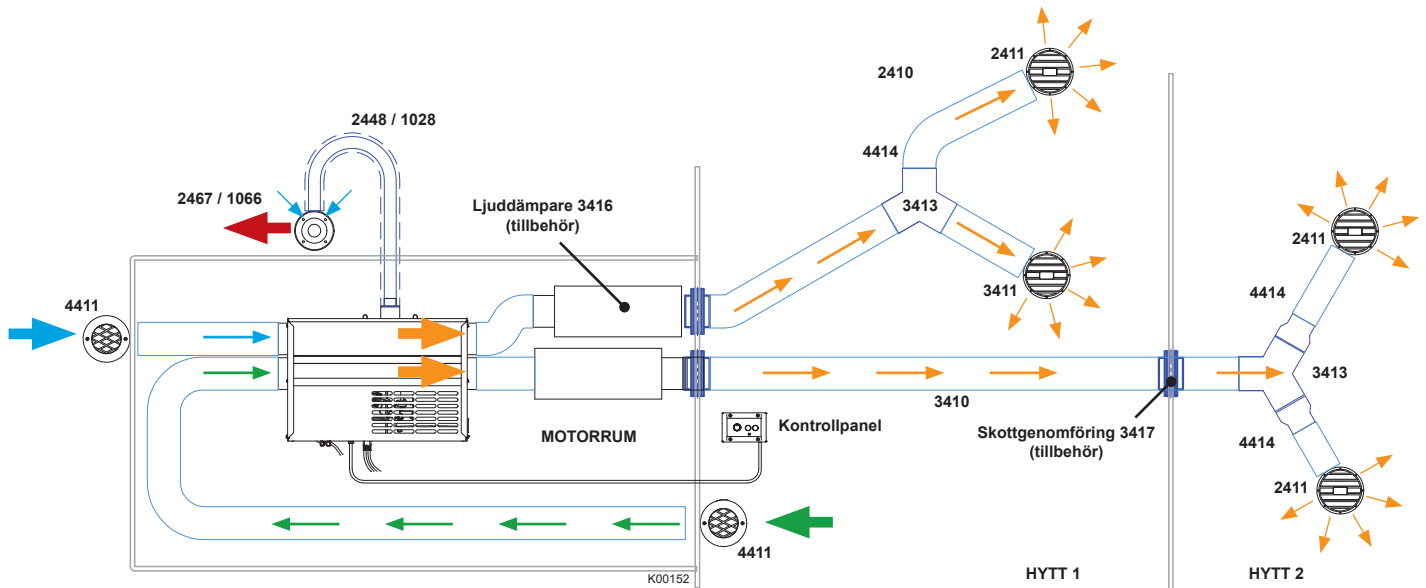 2411
2410
2448 / 1028
4414
2467 / 1066
Ljuddämpare 3416
(tillbehör)
3413
2411
3411
4411
4414
3413
3410
Kontrollpanel
MOTORRUM
Skottgenomföring 3417
(tillbehör)
4414
2411
4411
K00152
HYTT 1
HYTT 2